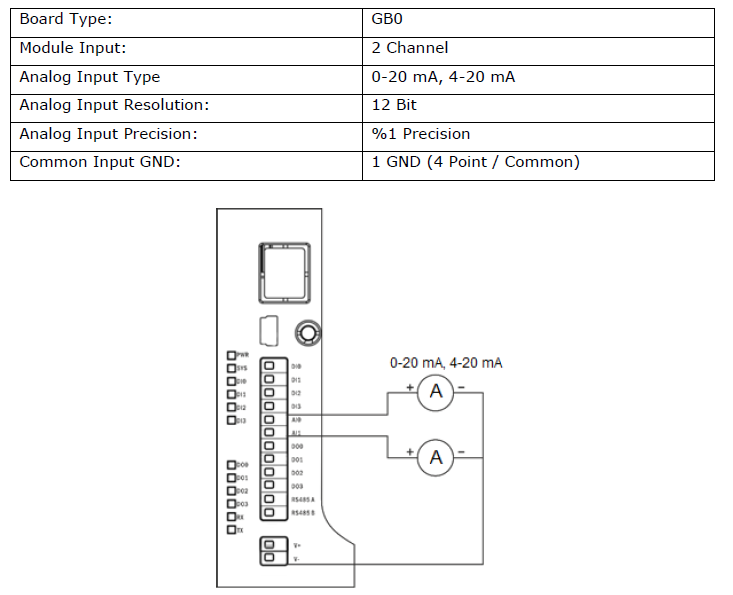 Board Type: GB0
Module Input: 2 Channel
Analog Input Type 0-20 mA, 4-20 mA
Analog Input Resolution: 12 Bit
Analog Input Precision: %1 Precision
Common Input GND: 1 GND (4 Point / Common)
PWR
SYS
DI0
DI1
DI2
DI3
DO0
DO1
DO2
DO3
RX
TX
DI0
DI1
DI2
DI3
AI0
AI1
DO0
DO1
DO2
DO3
RS485 A
RS485 B
V+
V-
0-20 mA, 4-20 mA
+ A −
+ A −